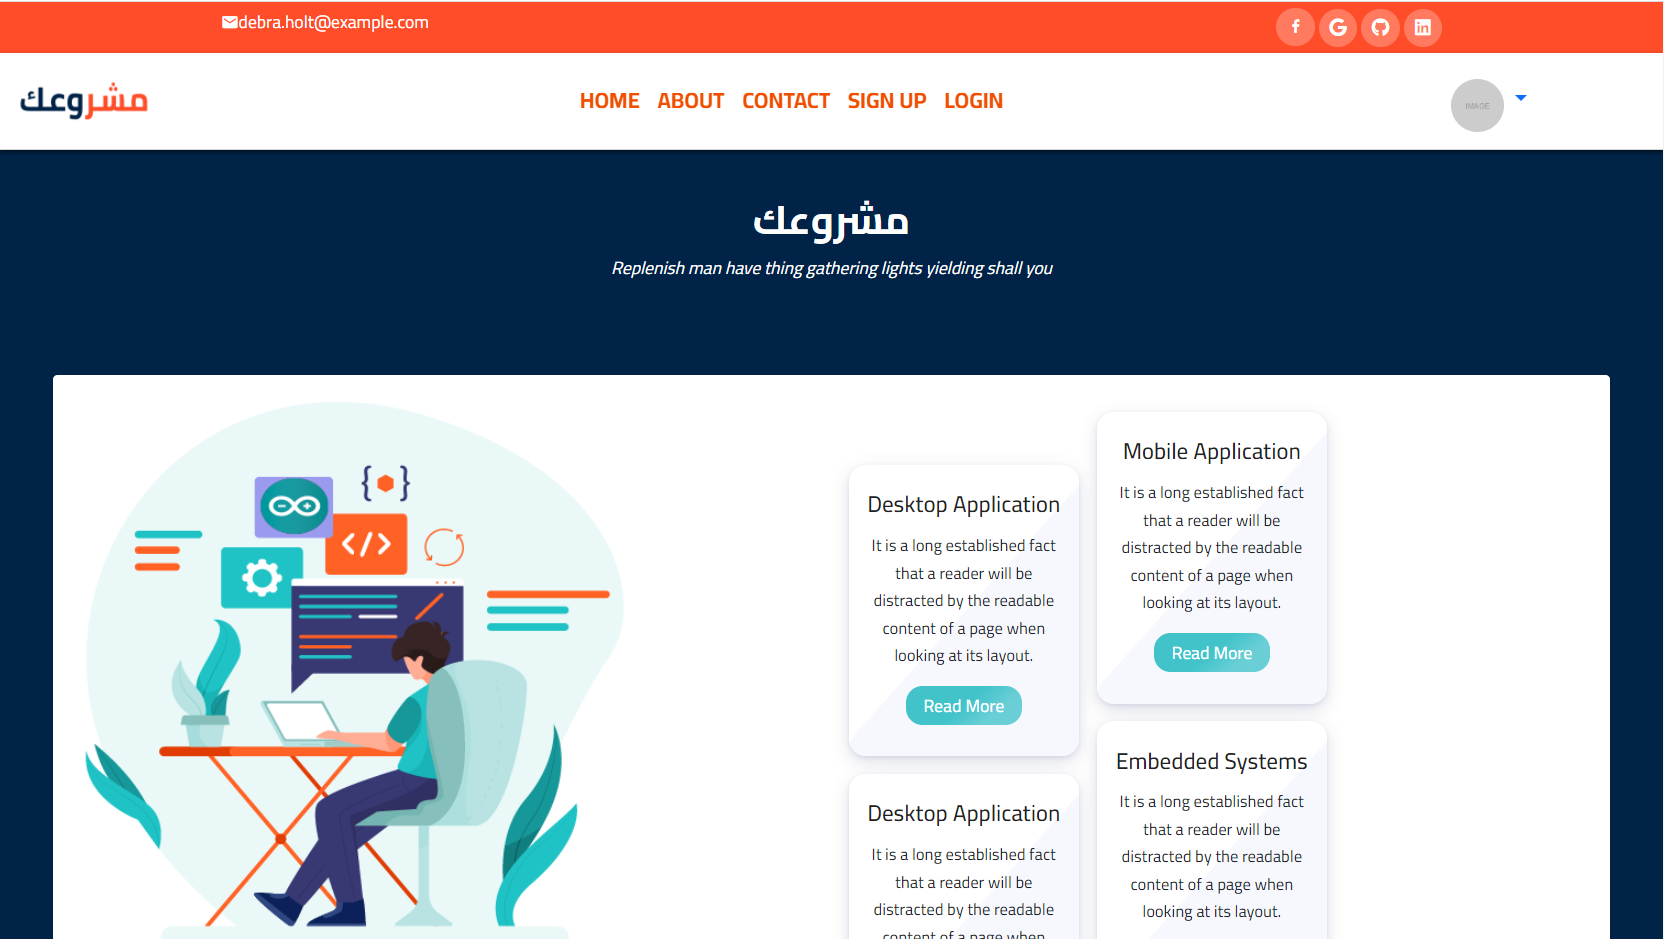 debra.holt@example.com
مشروعك
HOME ABOUT CONTACT SIGN UP LOGIN
IMAGE
مشروعك
Replenish man have thing gathering lights yielding shall you
{ }
</>
Desktop Application
It is a long established fact
that a reader will be
distracted by the readable
content of a page when
looking at its layout.
Read More
Desktop Application
It is a long established fact
that a reader will be
distracted by the readable
content of a page when
Mobile Application
It is a long established fact
that a reader will be
distracted by the readable
content of a page when
looking at its layout.
Read More
Embedded Systems
It is a long established fact
that a reader will be
distracted by the readable
content of a page when
looking at its layout.